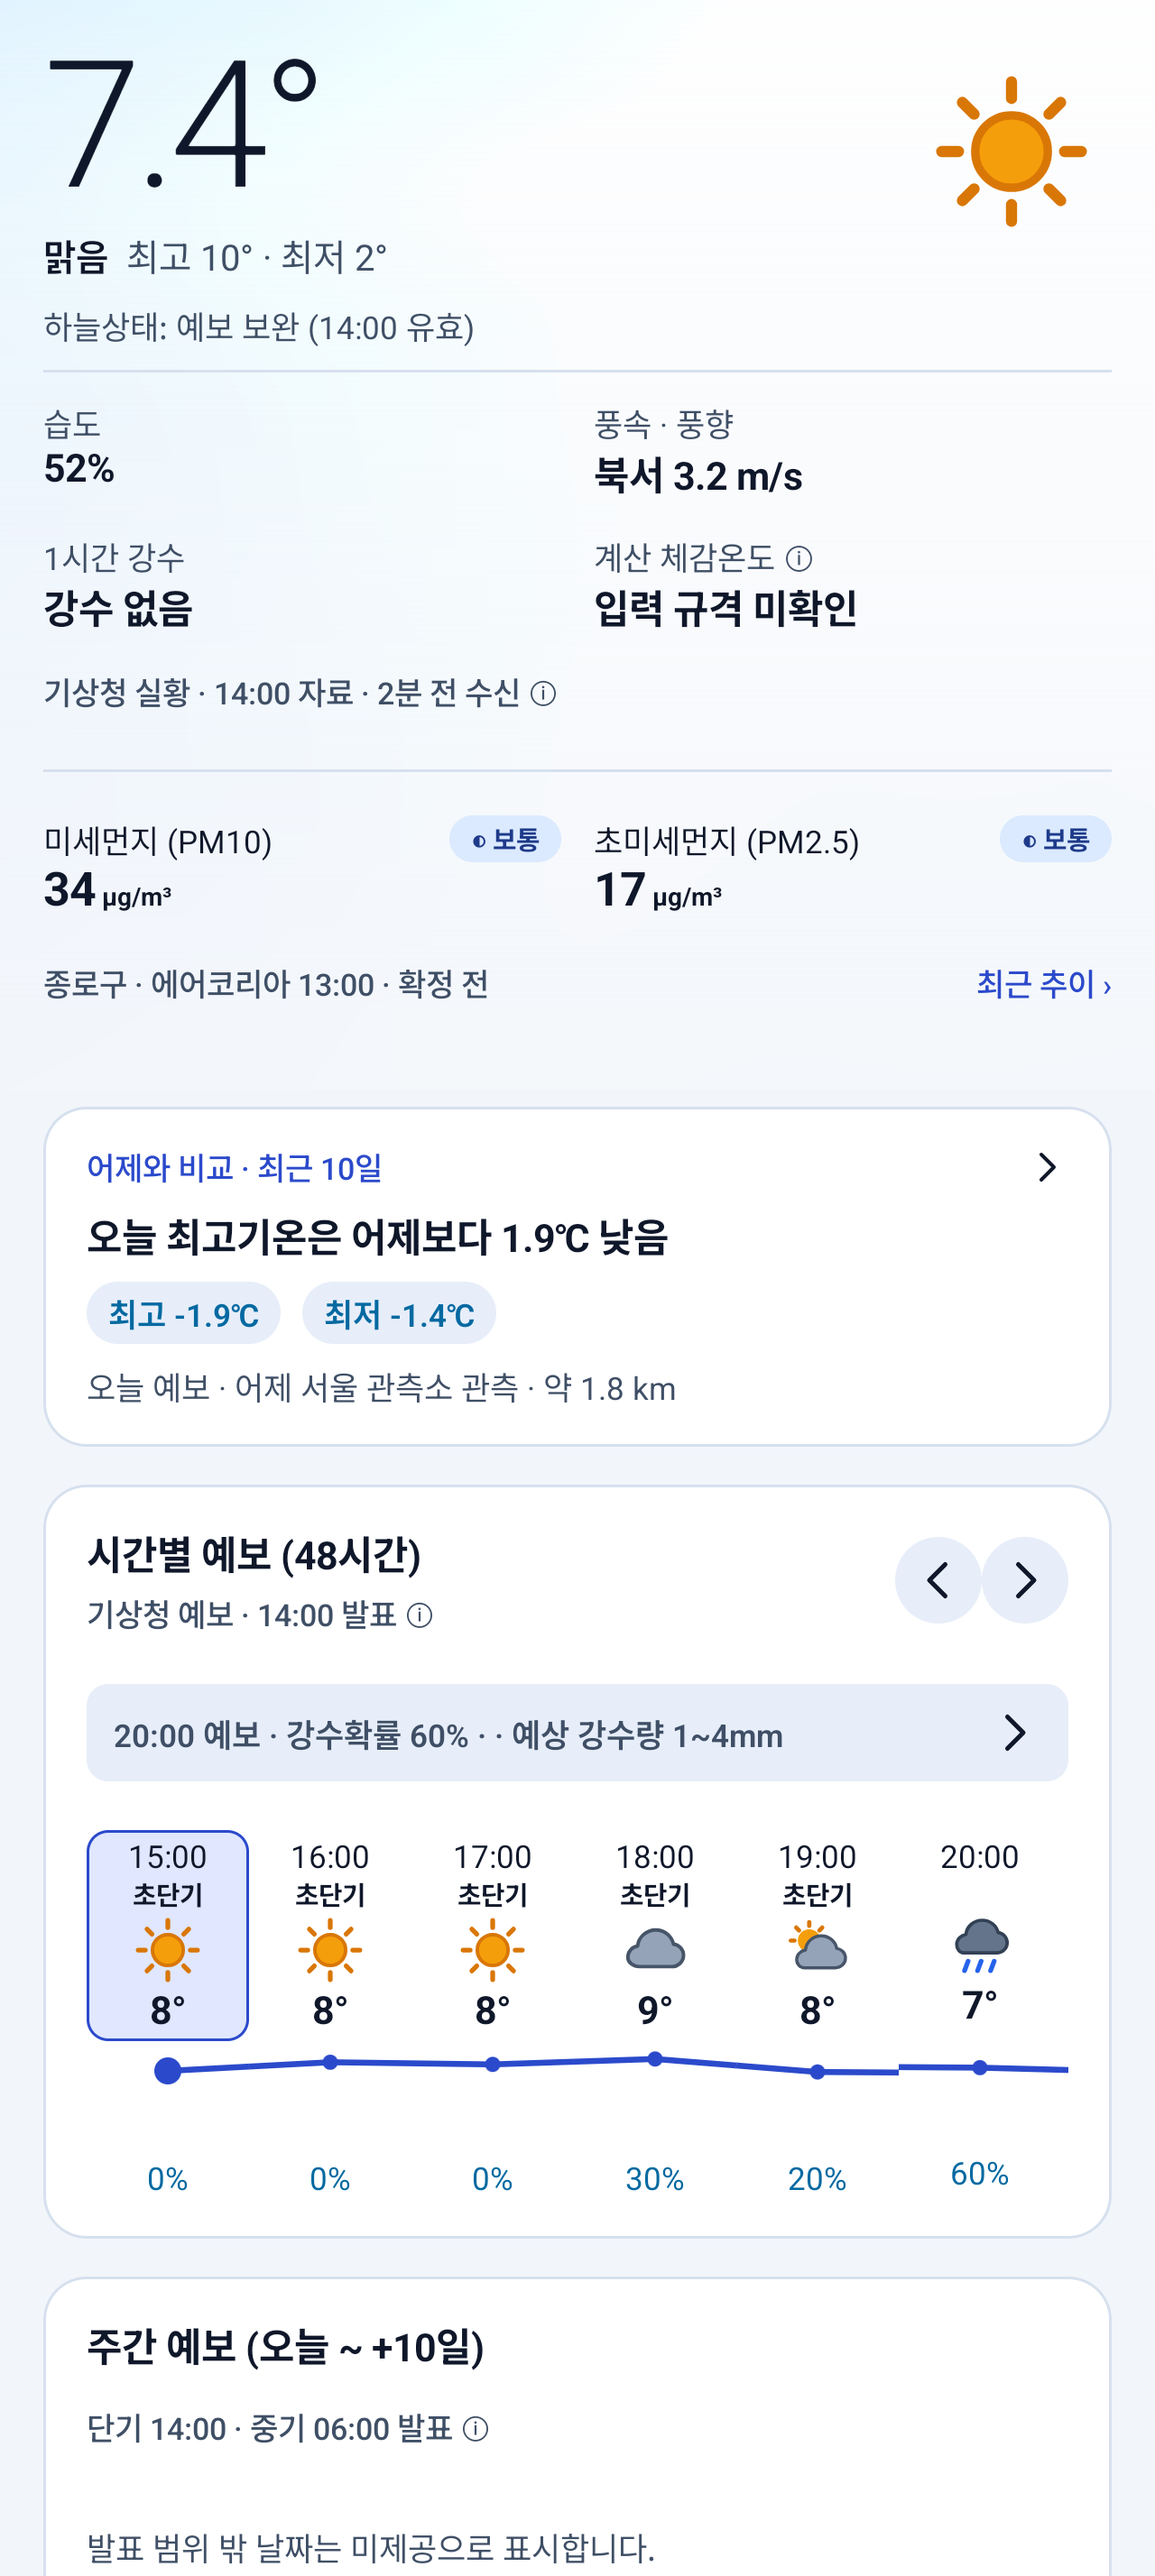 7.4°
맑음 최고 10° · 최저 2°
하늘상태: 예보 보완 (14:00 유효)
습도
52%
풍속 · 풍향
북서 3.2 m/s
1시간 강수
강수 없음
계산 체감온도 ⓘ
입력 규격 미확인
기상청 실황 · 14:00 자료 · 2분 전 수신 ⓘ
미세먼지 (PM10) ◐ 보통
34 µg/m³
초미세먼지 (PM2.5) ◐ 보통
17 µg/m³
종로구 · 에어코리아 13:00 · 확정 전
최근 추이 ›
어제와 비교 · 최근 10일
오늘 최고기온은 어제보다 1.9℃ 낮음
최고 -1.9℃ 최저 -1.4℃
오늘 예보 · 어제 서울 관측소 관측 · 약 1.8 km
시간별 예보 (48시간)
기상청 예보 · 14:00 발표 ⓘ
20:00 예보 · 강수확률 60% · · 예상 강수량 1~4mm
15:00 16:00 17:00 18:00 19:00 20:00
초단기 초단기 초단기 초단기 초단기
8° 8° 8° 9° 8° 7°
0% 0% 0% 30% 20% 60%
주간 예보 (오늘 ~ +10일)
단기 14:00 · 중기 06:00 발표 ⓘ
발표 범위 밖 날짜는 미제공으로 표시합니다.